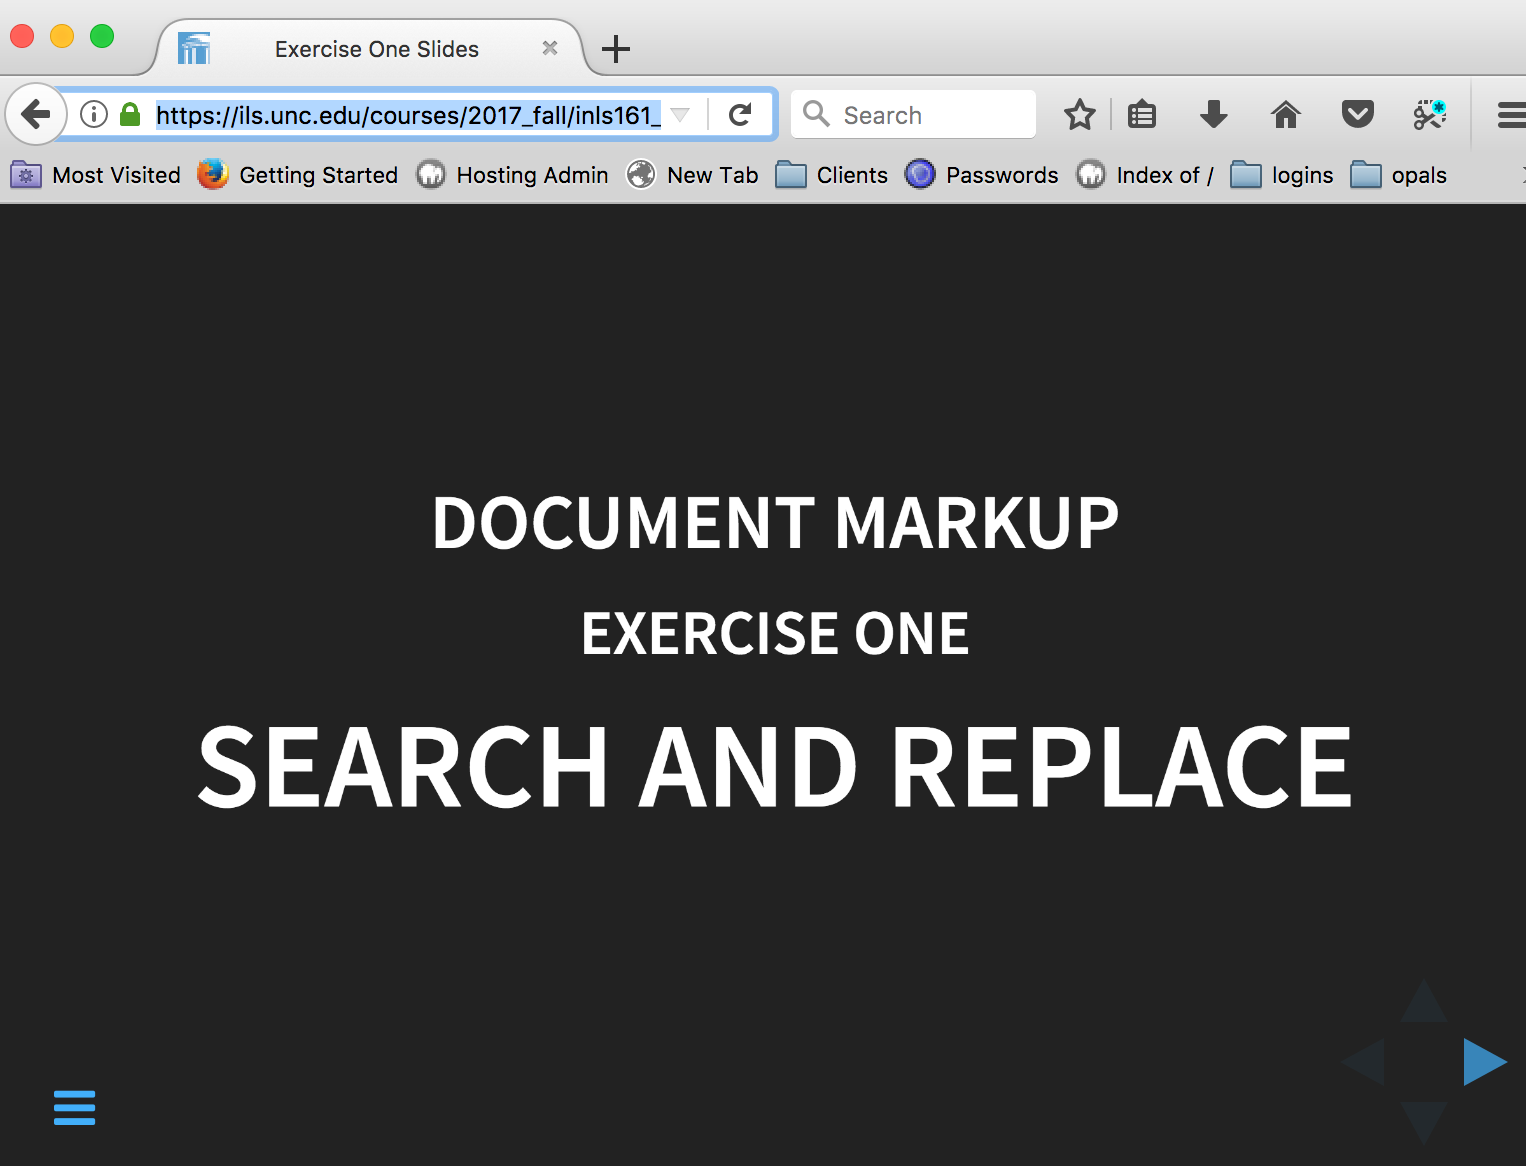 Exercise One Slides
https://ils.unc.edu/courses/2017_fall/inls161_
Search
Most Visited Getting Started Hosting Admin New Tab Clients Passwords Index of / logins opals
DOCUMENT MARKUP
EXERCISE ONE
SEARCH AND REPLACE